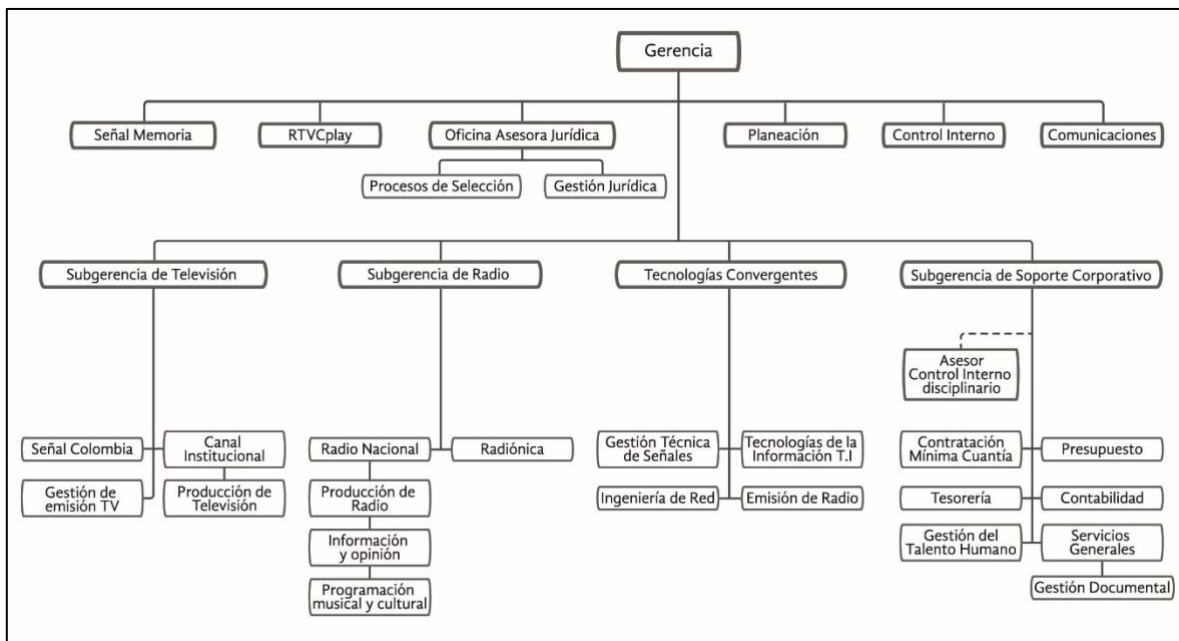 Gerencia
Señal Memoria
RTVCplay
Oficina Asesora Jurídica
Planeación
Control Interno
Comunicaciones
Procesos de Selección
Gestión Jurídica
Subgerencia de Televisión
Subgerencia de Radio
Tecnologías Convergentes
Subgerencia de Soporte Corporativo
Asesor
Control Interno
disciplinario
Señal Colombia
Canal
Institucional
Gestión de
emisión TV
Producción de
Televisión
Radio Nacional
Radiónica
Producción de
Radio
Información
y opinión
Programación
musical y cultural
Gestión Técnica
de Señales
Tecnologías de la
Información T.I
Ingeniería de Red
Emisión de Radio
Contratación
Mínima Cuantía
Presupuesto
Tesorería
Contabilidad
Gestión del
Talento Humano
Servicios
Generales
Gestión Documental